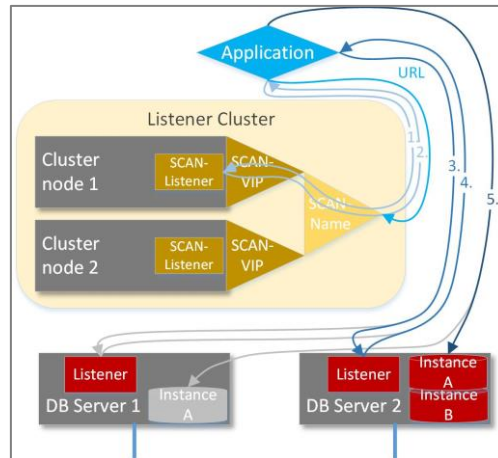 Application
URL
Listener Cluster
1.
2.
3.
4.
5.
Cluster
node 1
SCAN-
Listener
SCAN-
VIP
SCAN
Name
Cluster
node 2
SCAN-
Listener
SCAN-
VIP
Listener
Instance
A
DB Server 1
Listener
Instance
A
Instance
B
DB Server 2